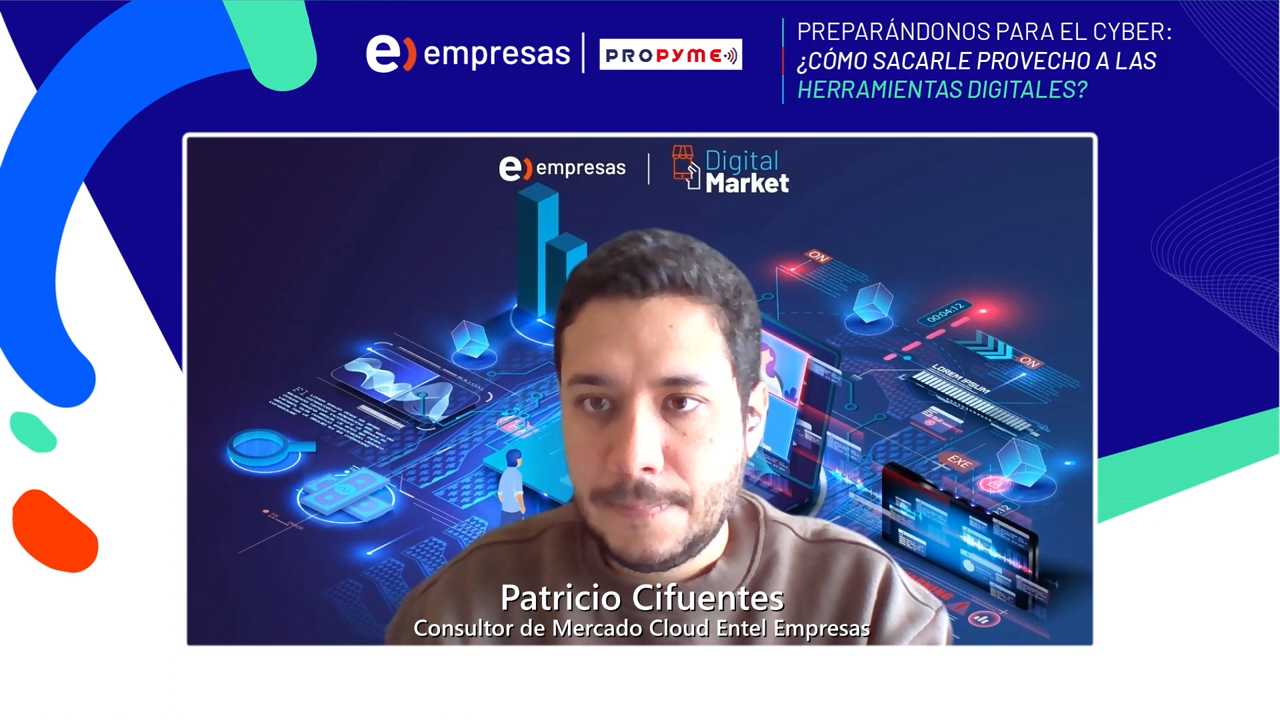 e) empresas | PROPYME
PREPARÁNDONOS PARA EL CYBER:
¿CÓMO SACARLE PROVECHO A LAS
HERRAMIENTAS DIGITALES?
e) empresas | Digital
Market
ON
00:04:12
ON
LOREM IPSUM
EXE
Patricio Cifuentes
Consultor de Mercado Cloud Entel Empresas